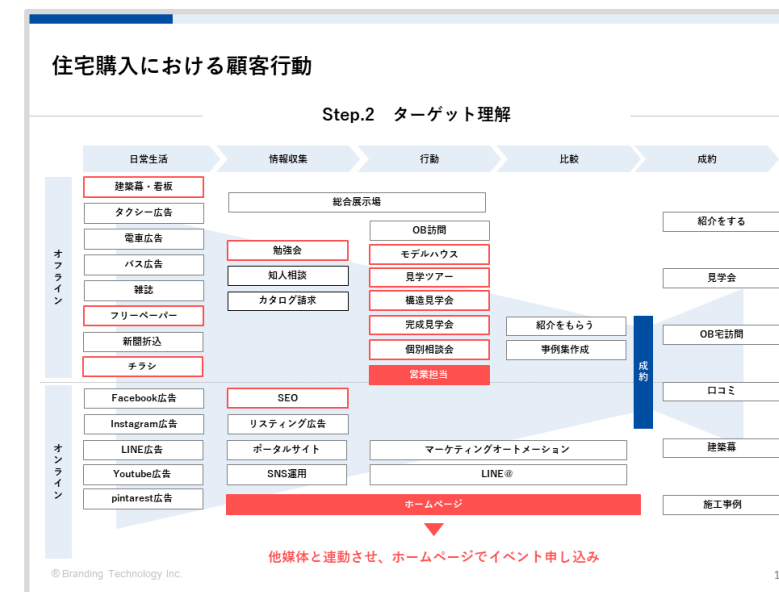 住宅購入における顧客行動
Step.2　ターゲット理解
日常生活
情報収集
行動
比較
成約
オフライン
建築幕・看板
タクシー広告
電車広告
バス広告
雑誌
フリーペーパー
新聞折込
チラシ
総合展示場
勉強会
知人相談
カタログ請求
OB訪問
モデルハウス
見学ツアー
構造見学会
完成見学会
個別相談会
営業担当
紹介をもらう
事例集作成
成約
紹介をする
見学会
OB宅訪問
口コミ
建築幕
施工事例
オンライン
Facebook広告
Instagram広告
LINE広告
Youtube広告
pintarest広告
SEO
リスティング広告
ポータルサイト
SNS運用
マーケティングオートメーション
LINE@
ホームページ
他媒体と連動させ、ホームページでイベント申し込み
© Branding Technology Inc.